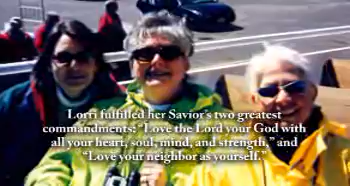 Lorri fulfilled her Savior's two greatest
commandments: "Love the Lord your God with
all your heart, soul, mind, and strength," and
"Love your neighbor as yourself."